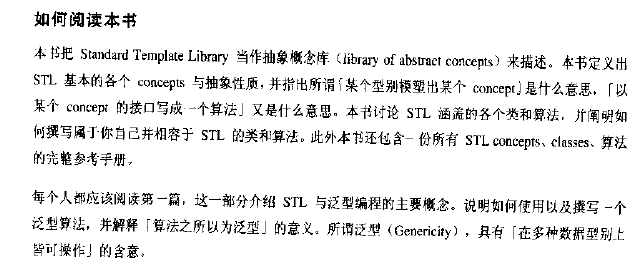 如何阅读本书
本书把 Standard Template Library 当作抽象概念库（library of abstract concepts）来描述。本书定义出
STL 基本的各个 concepts 与抽象性质，并指出所谓「某个型别模塑出某个 concept」是什么意思，「以
某个 concept 的接口写成一个算法」又是什么意思。本书讨论 STL 涵盖的各个类和算法，并阐明如
何撰写属于你自己并相容于 STL 的类和算法。此外本书还包含一份所有 STL concepts、classes、算法
的完整参考手册。
每个人都应该阅读第一篇，这一部分介绍 STL 与泛型编程的主要概念。说明如何使用以及撰写一个
泛型算法，并解释「算法之所以为泛型」的意义。所谓泛型（Genericity），具有「在多种数据型别上
皆可操作」的含意。